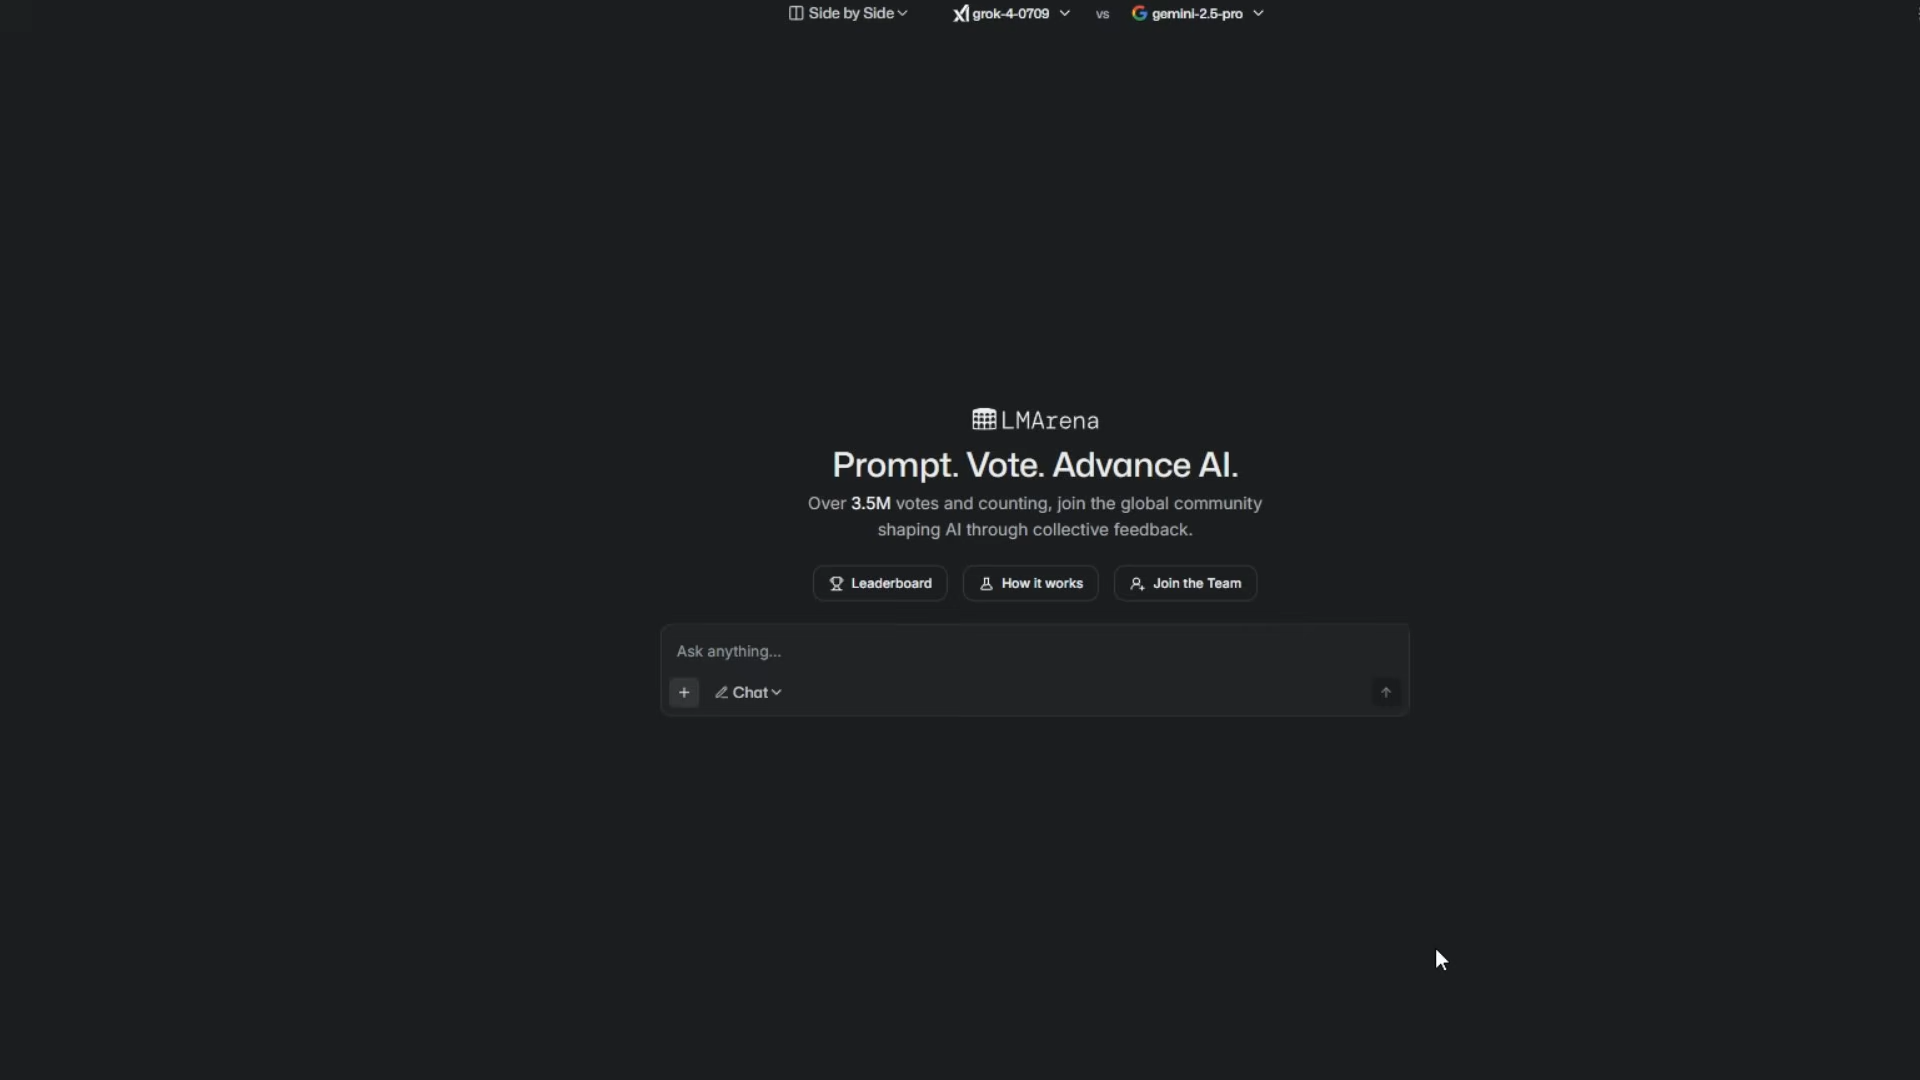 Side by Side grok-4-0709 vs gemini-2.5-pro
LMArena
Prompt. Vote. Advance AI.
Over 3.5M votes and counting, join the global community
shaping AI through collective feedback.
Leaderboard How it works Join the Team
Ask anything...
Chat